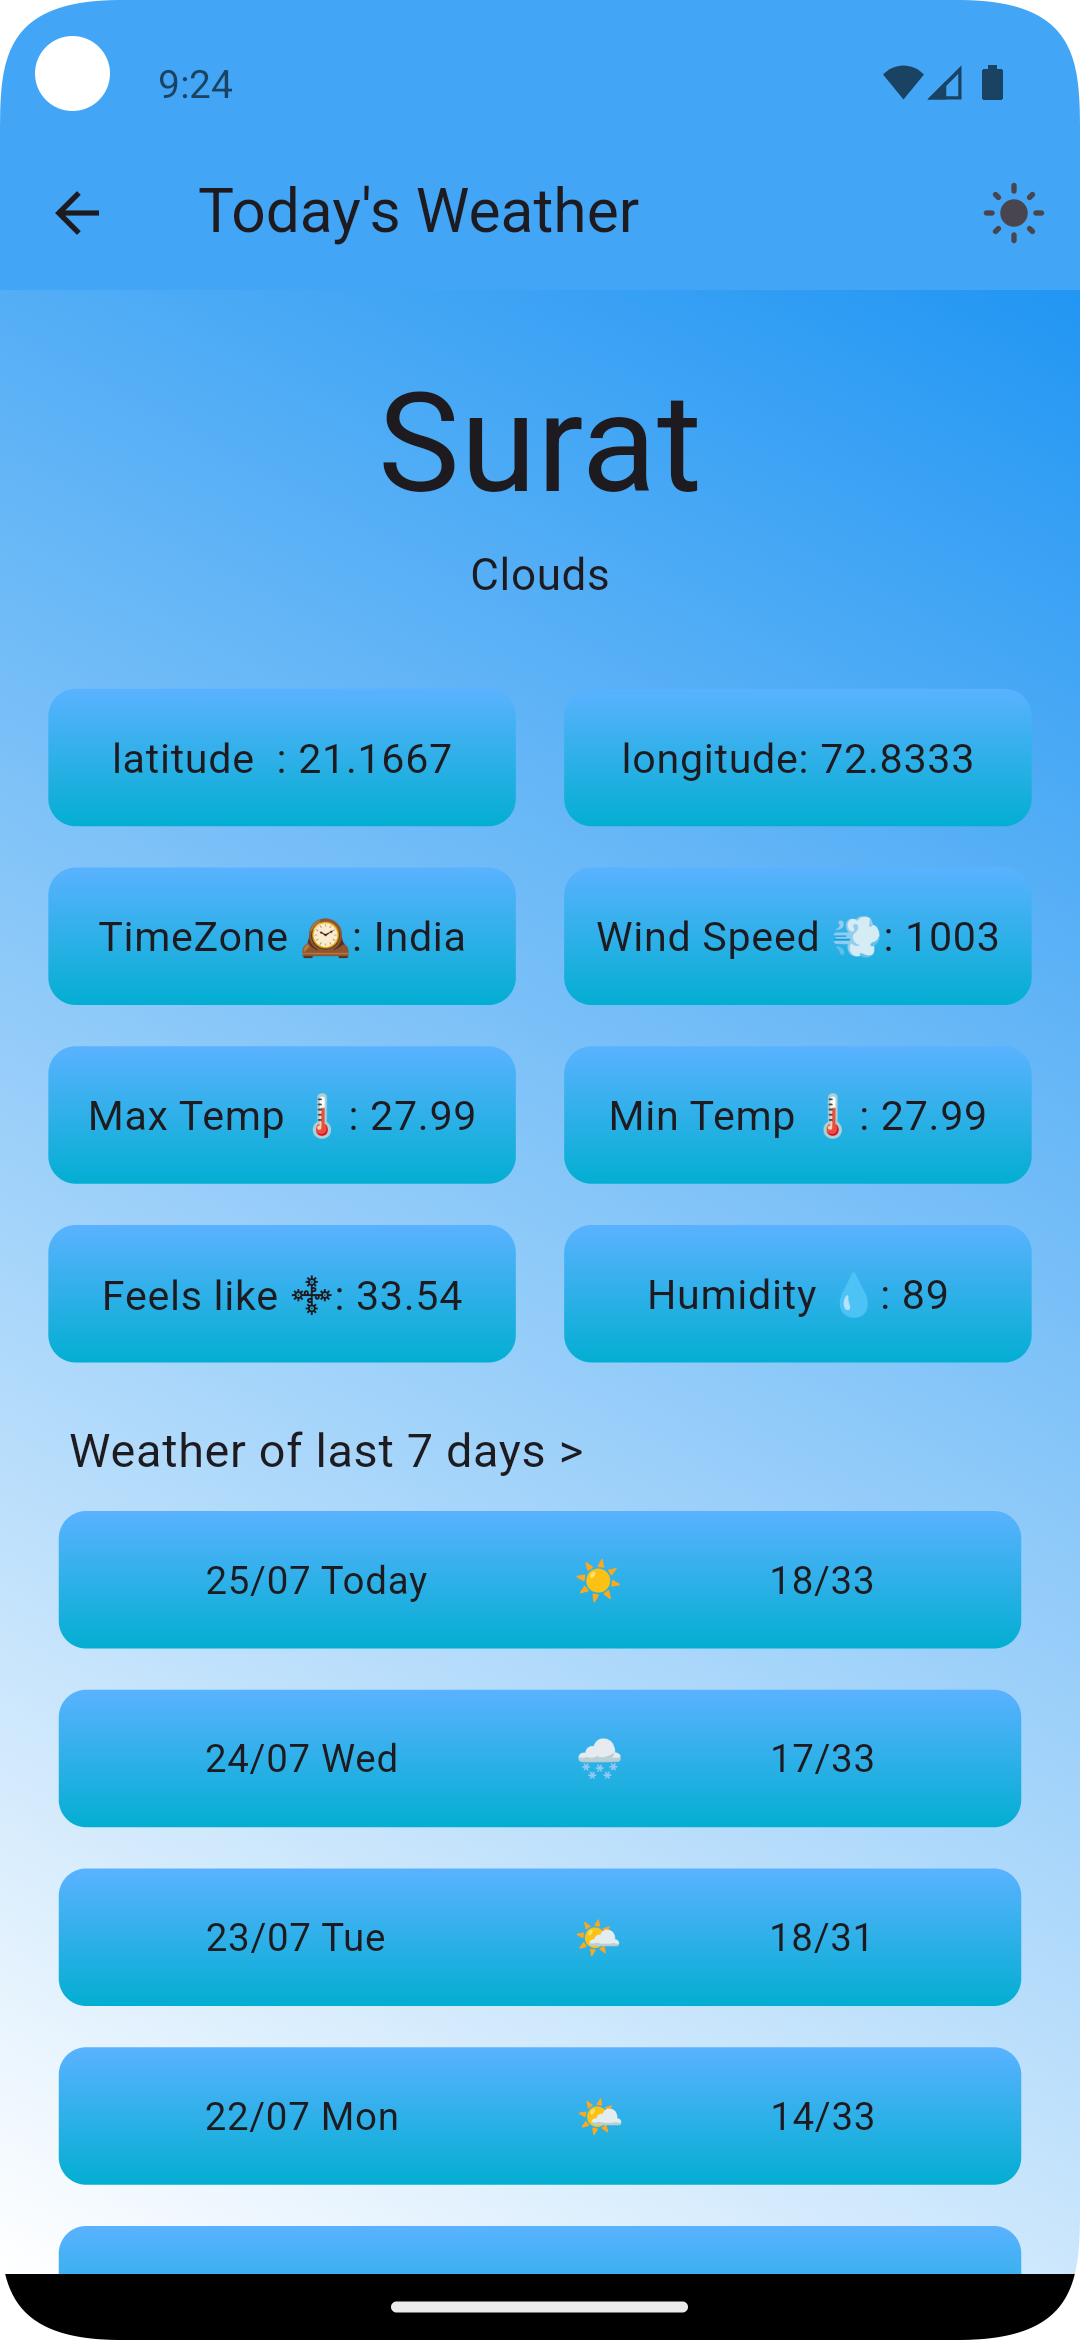 9:24
Today's Weather
Surat
Clouds
latitude  : 21.1667
longitude: 72.8333
TimeZone 🕰️: India
Wind Speed 💨: 1003
Max Temp 🌡️: 27.99
Min Temp 🌡️: 27.99
Feels like ⊹: 33.54
Humidity 💧: 89
Weather of last 7 days >
25/07 Today ☀️ 18/33
24/07 Wed 🌨️ 17/33
23/07 Tue 🌤️ 18/31
22/07 Mon 🌤️ 14/33